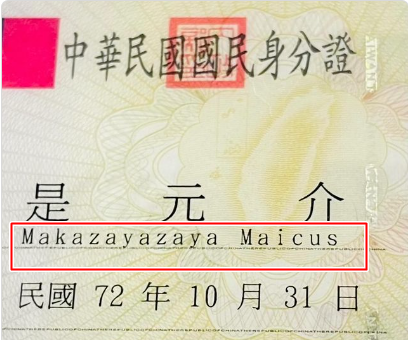 中華民國國民身分證
是元介
Makazayazaya Maicus
民國 72 年 10 月 31 日